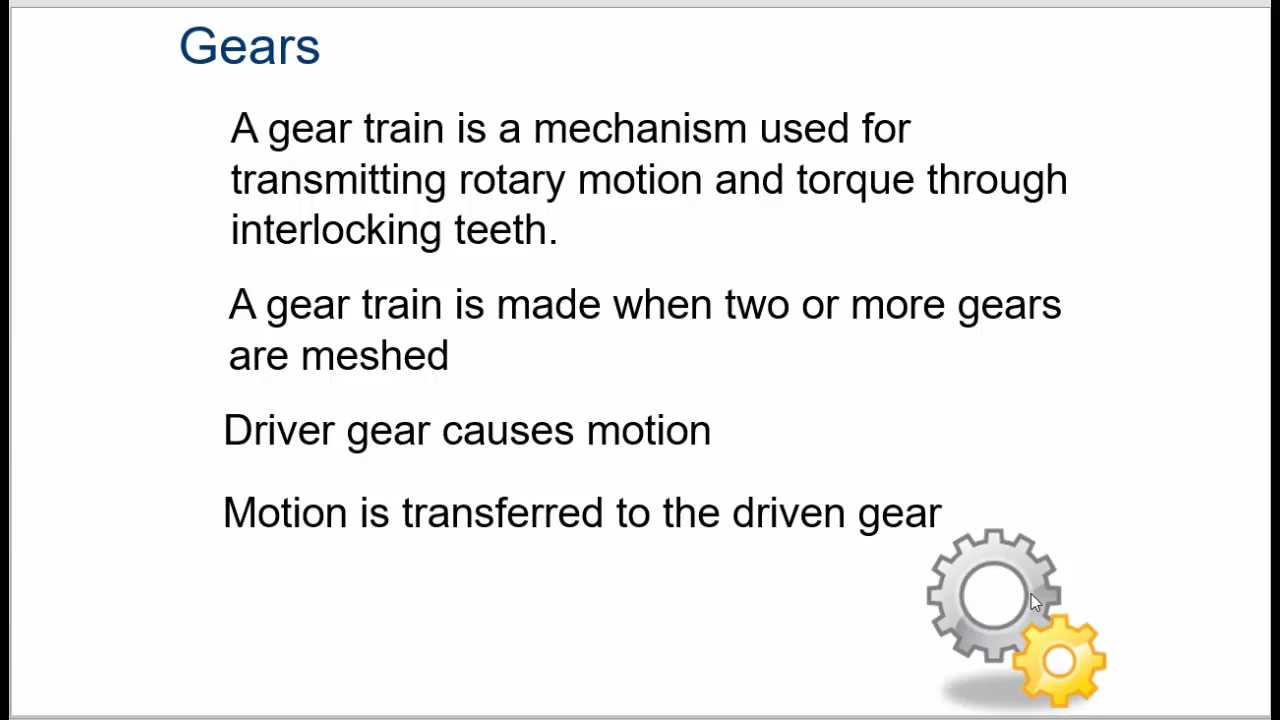 Gears
A gear train is a mechanism used for
transmitting rotary motion and torque through
interlocking teeth.
A gear train is made when two or more gears
are meshed
Driver gear causes motion
Motion is transferred to the driven gear